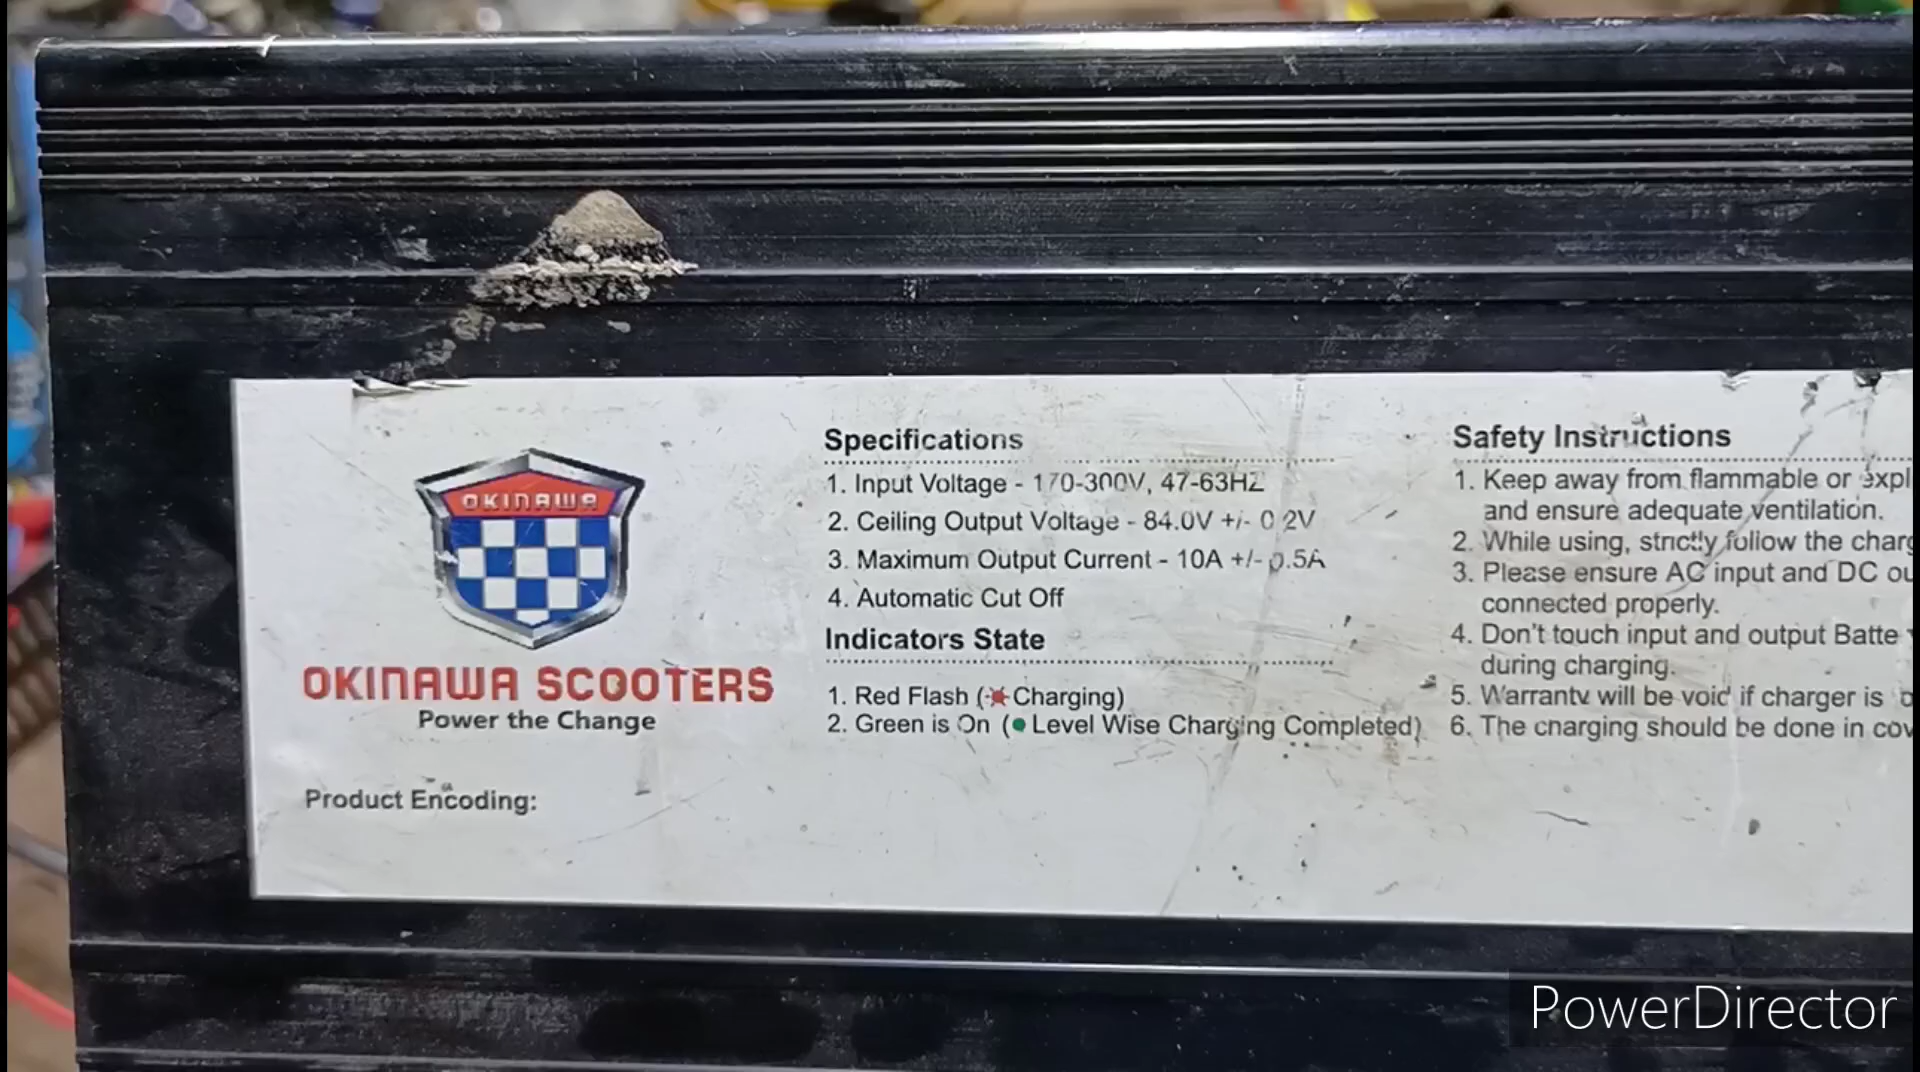 OKINAWA
OKINAWA SCOOTERS
Power the Change
Product Encoding:
Specifications
1. Input Voltage - 170-300V, 47-63HZ
2. Ceiling Output Voltage - 84.0V +/- 0.2V
3. Maximum Output Current - 10A +/- 0.5A
4. Automatic Cut Off
Indicators State
1. Red Flash ( Charging)
2. Green is On ( Level Wise Charging Completed)
Safety Instructions
1. Keep away from flammable or
and ensure adequate ventilation.
2. While using, strictly follow the
3. Please ensure AC input and DC
connected properly.
4. Don't touch input and output
during charging.
5. Warranty will be void if charger is
6. The charging should be done in
PowerDirector